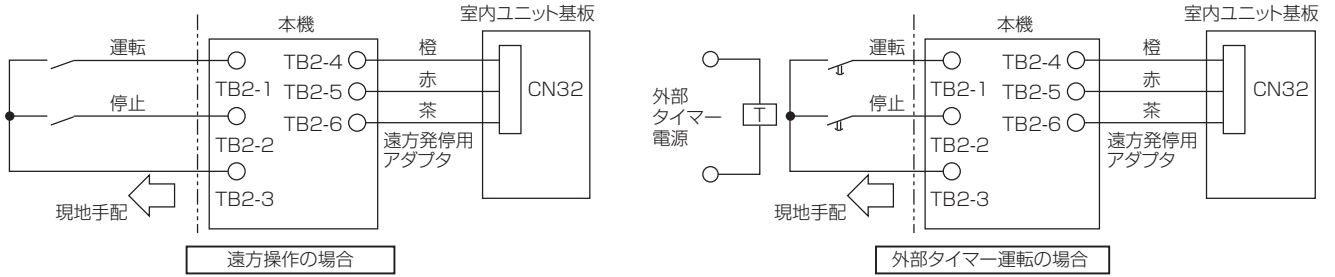 本機
室内ユニット基板
運転
TB2-1
TB2-4
橙
CN32
TB2-5
赤
停止
TB2-2
TB2-6
茶
遠方発停用
アダプタ
TB2-3
現地手配
遠方操作の場合
本機
室内ユニット基板
外部
タイマー
電源
T
運転
TB2-1
TB2-4
橙
CN32
TB2-5
赤
停止
TB2-2
TB2-6
茶
遠方発停用
アダプタ
TB2-3
現地手配
外部タイマー運転の場合